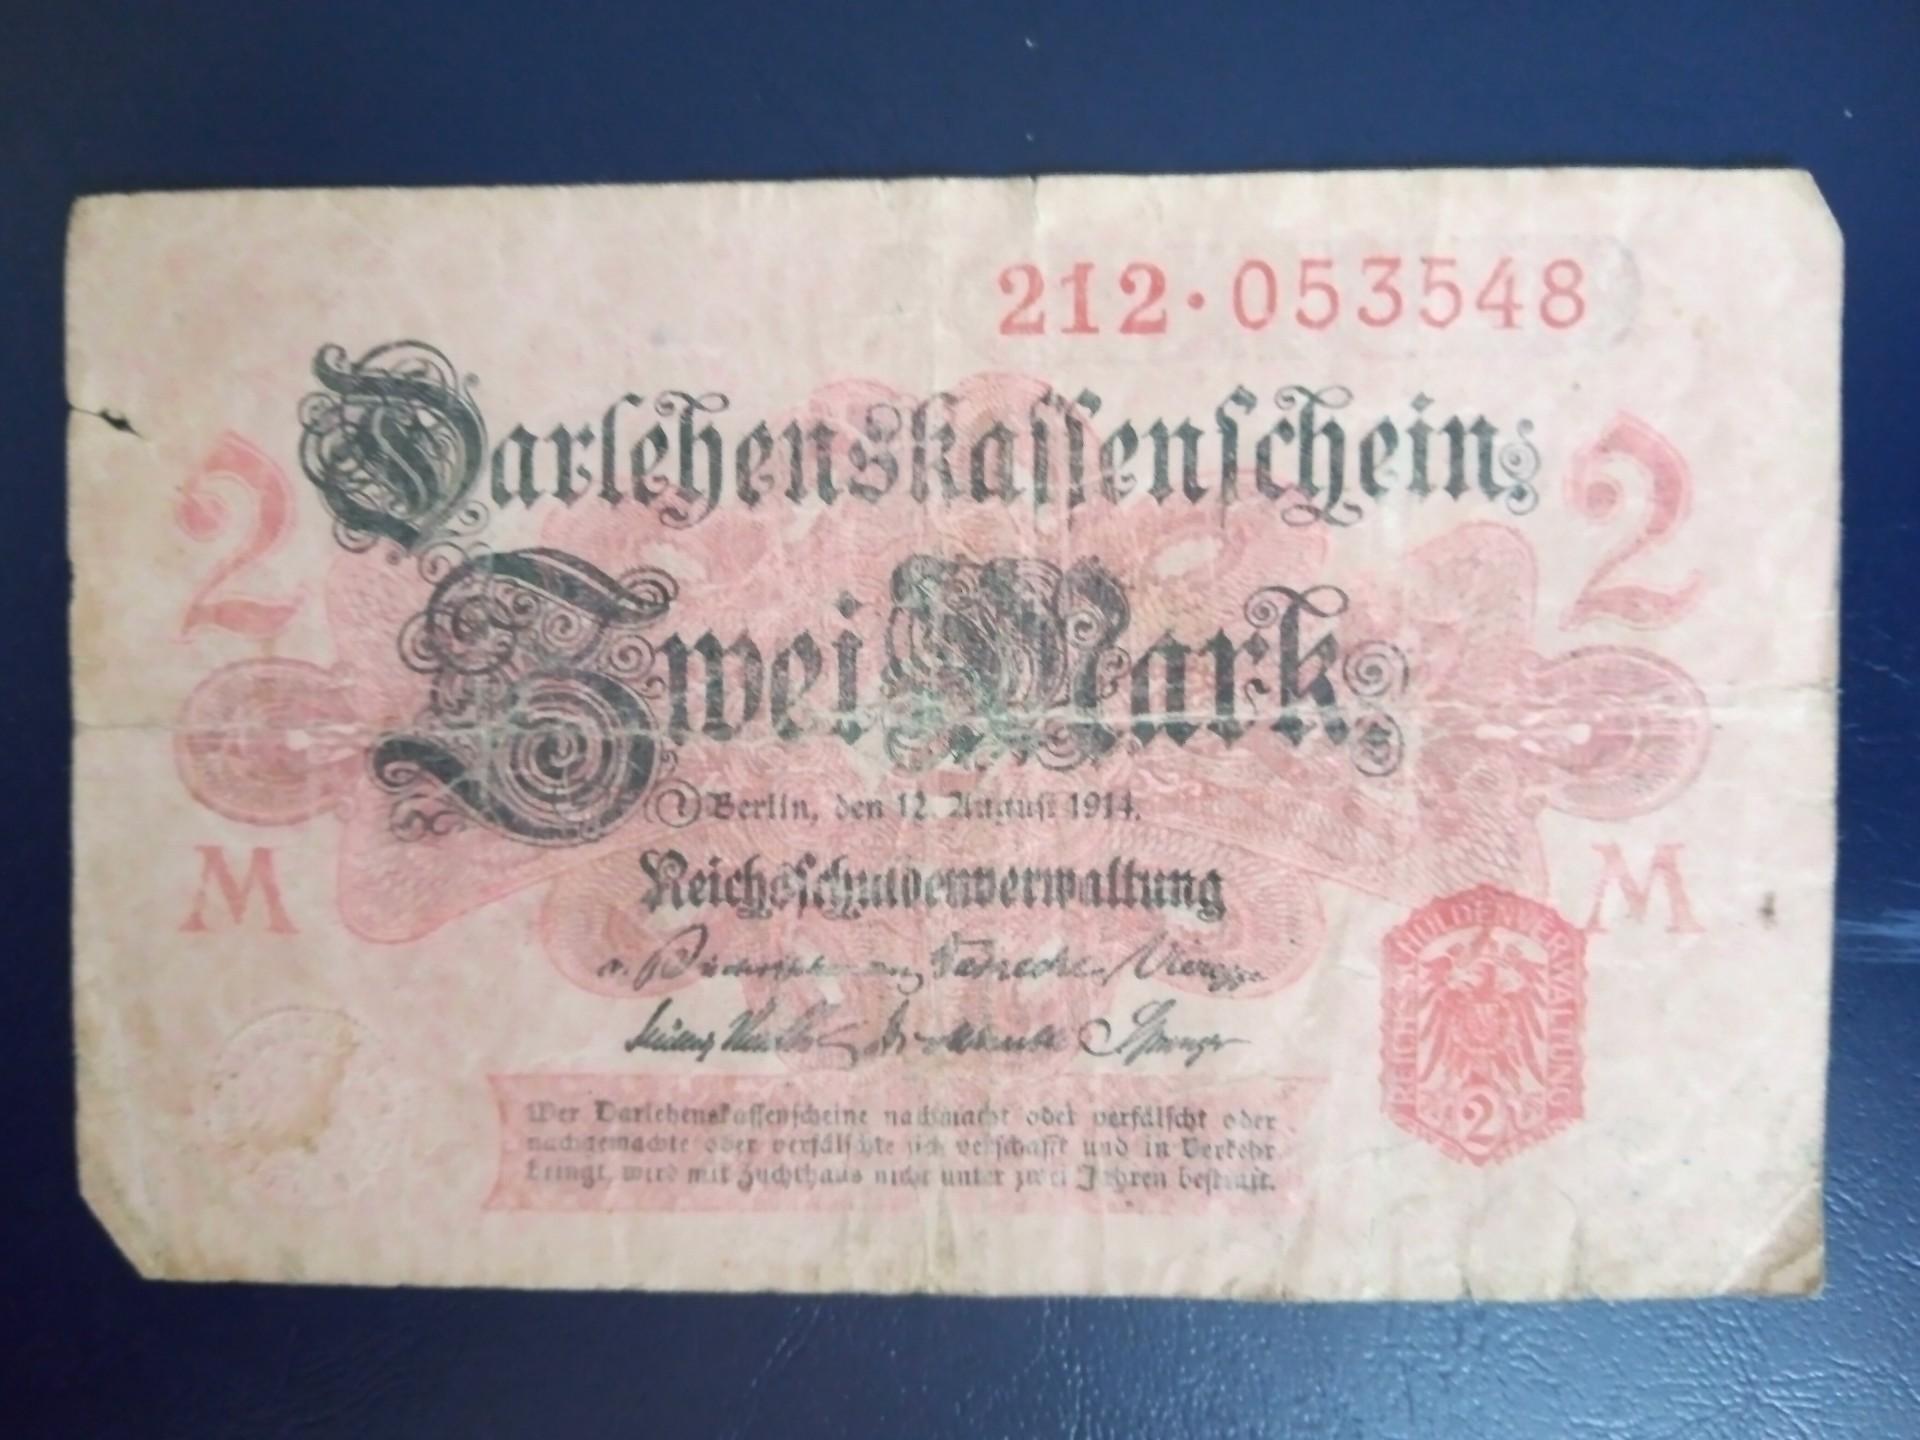 212·053548
Darlehenskassenschein
2 2
Zwei Mark
Berlin, den 12. August 1914.
M M
Reichsschuldenverwaltung
REICHSSCHULDENVERWALTUNG
2
Wer Darlehenskassenscheine nachmacht oder verfälscht oder
nachgemachte oder verfälschte sich verschafft und in Verkehr
bringt, wird mit Zuchthaus nicht unter zwei Jahren bestraft.